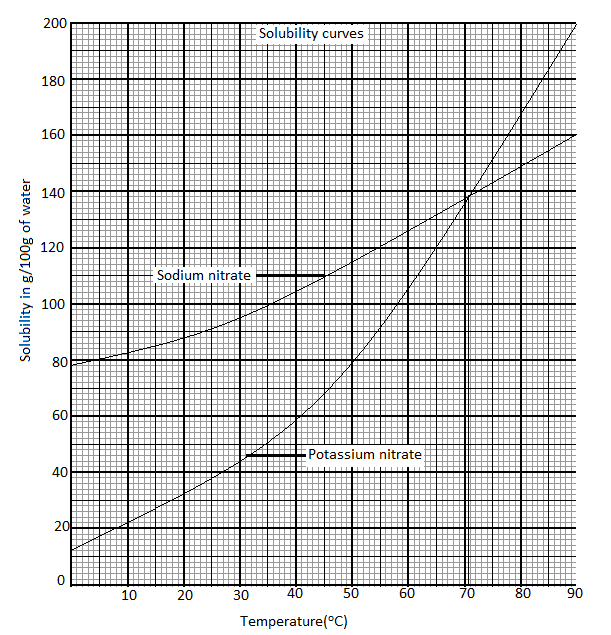 Solubility curves
200
180
160
140
120
100
80
60
40
20
0
Solubility in g/100g of water
Sodium nitrate
Potassium nitrate
10 20 30 40 50 60 70 80 90
Temperature(°C)